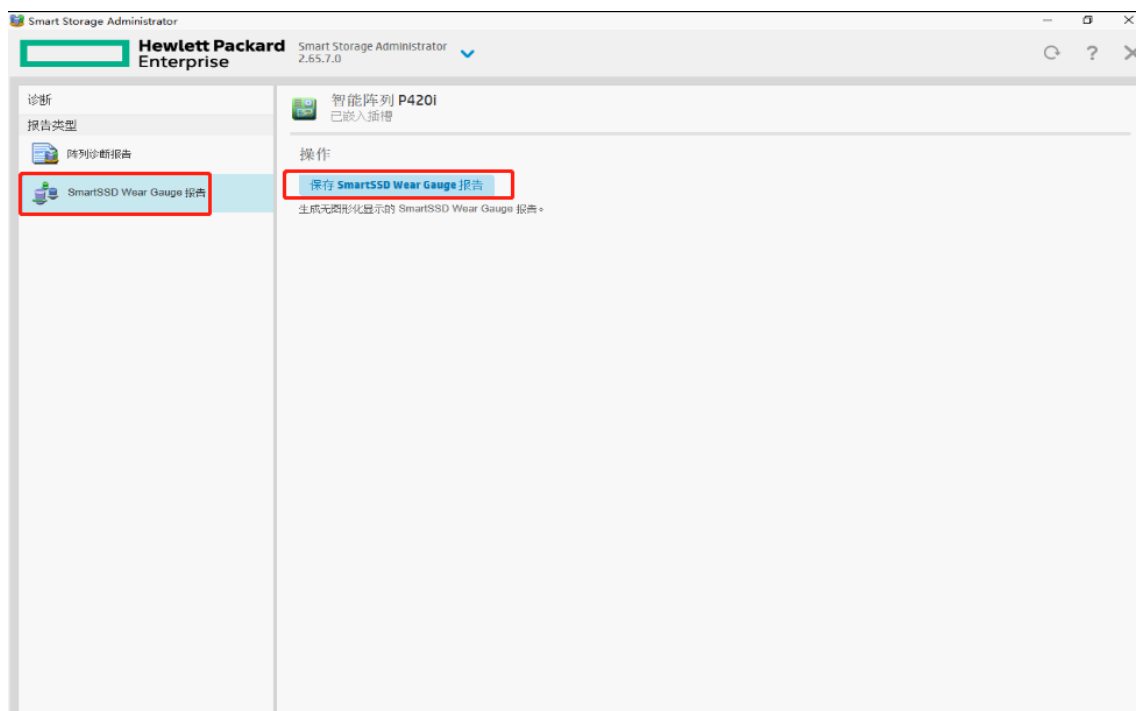 Smart Storage Administrator
Hewlett Packard
Enterprise
Smart Storage Administrator
2.65.7.0
诊断
报告类型
阵列诊断报告
SmartSSD Wear Gauge 报告
智能阵列 P420i
已嵌入插槽
操作
保存 SmartSSD Wear Gauge 报告
生成无图形化显示的 SmartSSD Wear Gauge 报告。